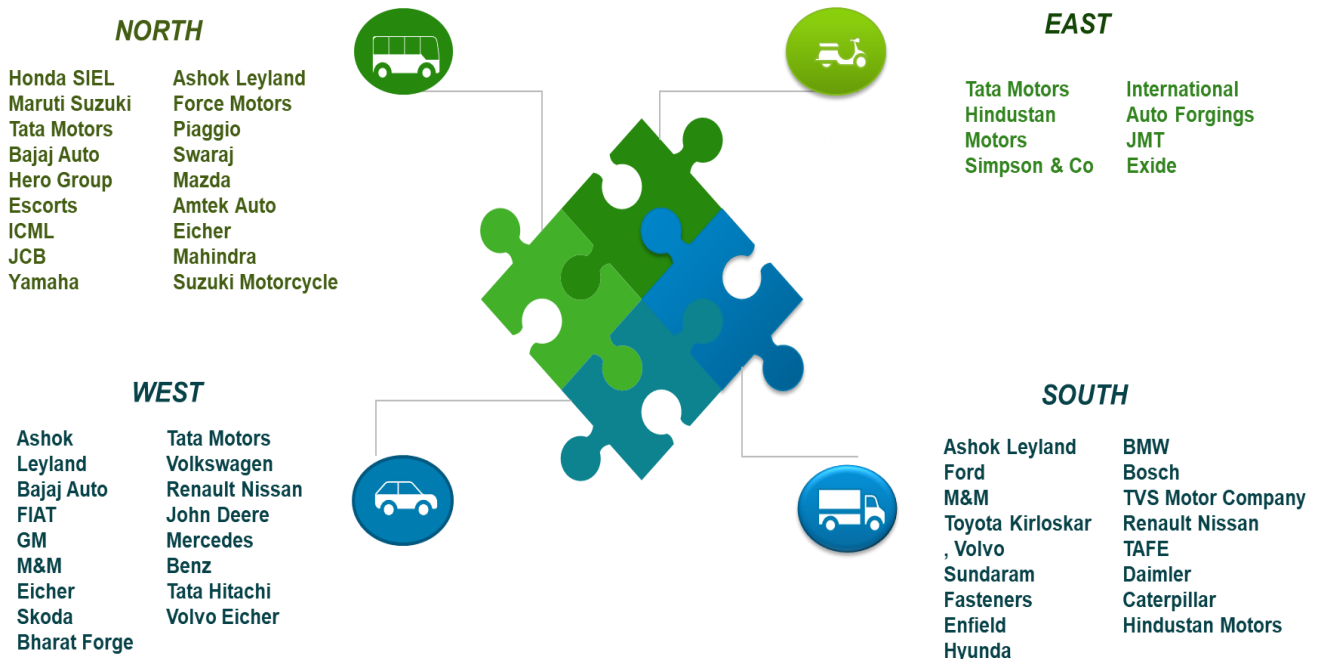 NORTH
Honda SIEL
Maruti Suzuki
Tata Motors
Bajaj Auto
Hero Group
Escorts
ICML
JCB
Yamaha
Ashok Leyland
Force Motors
Piaggio
Swaraj
Mazda
Amtek Auto
Eicher
Mahindra
Suzuki Motorcycle
EAST
Tata Motors
Hindustan
Motors
Simpson & Co
International
Auto Forgings
JMT
Exide
WEST
Ashok
Leyland
Bajaj Auto
FIAT
GM
M&M
Eicher
Skoda
Bharat Forge
Tata Motors
Volkswagen
Renault Nissan
John Deere
Mercedes
Benz
Tata Hitachi
Volvo Eicher
SOUTH
Ashok Leyland
Ford
M&M
Toyota Kirloskar
, Volvo
Sundaram
Fasteners
Enfield
Hyunda
BMW
Bosch
TVS Motor Company
Renault Nissan
TAFE
Daimler
Caterpillar
Hindustan Motors